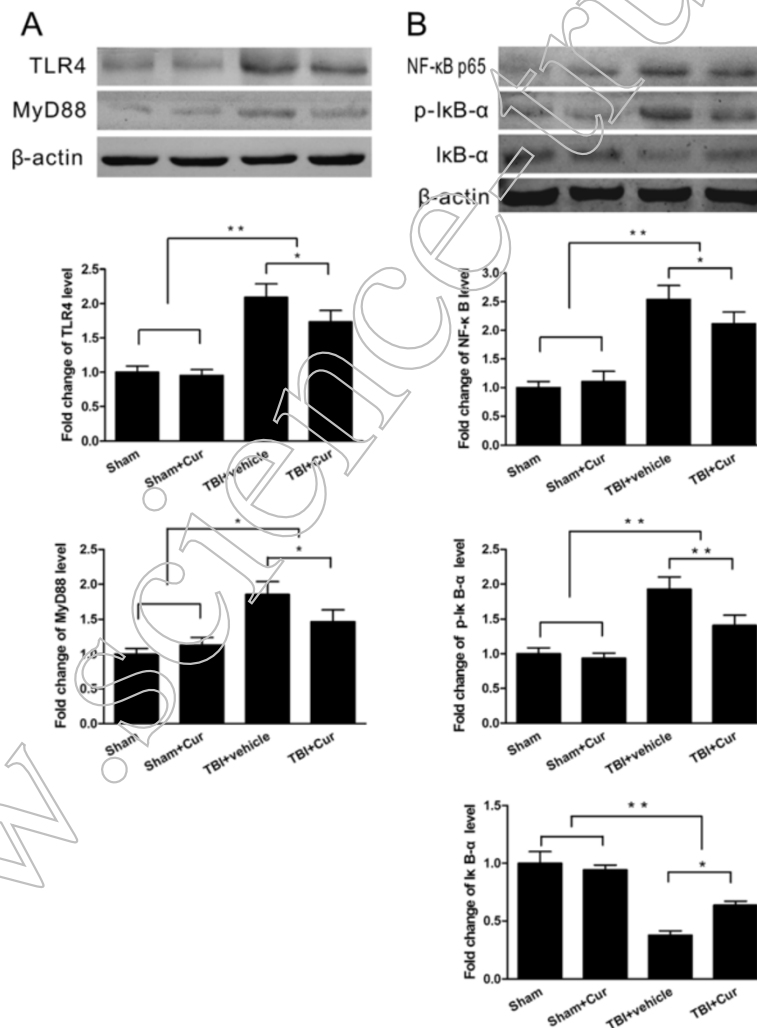 A
TLR4
MyD88
β-actin
**
*
Fold change of TLR4 level
2.5
2.0
1.5
1.0
0.5
0.0
Sham
Sham+Cur
TBI+vehicle
TBI+Cur
*
*
Fold change of MyD88 level
2.5
2.0
1.5
1.0
0.5
0.0
Sham
Sham+Cur
TBI+vehicle
TBI+Cur
B
NF-κB p65
p-IκB-α
IκB-α
β-actin
**
*
Fold change of NF-κ B level
3.0
2.5
2.0
1.5
1.0
0.5
0.0
Sham
Sham+Cur
TBI+vehicle
TBI+Cur
**
**
Fold change of p-Iκ B-α level
2.5
2.0
1.5
1.0
0.5
0.0
Sham
Sham+Cur
TBI+vehicle
TBI+Cur
**
*
Fold change of Iκ B-α level
1.5
1.0
0.5
0.0
Sham
Sham+Cur
TBI+vehicle
TBI+Cur
w.science-tru